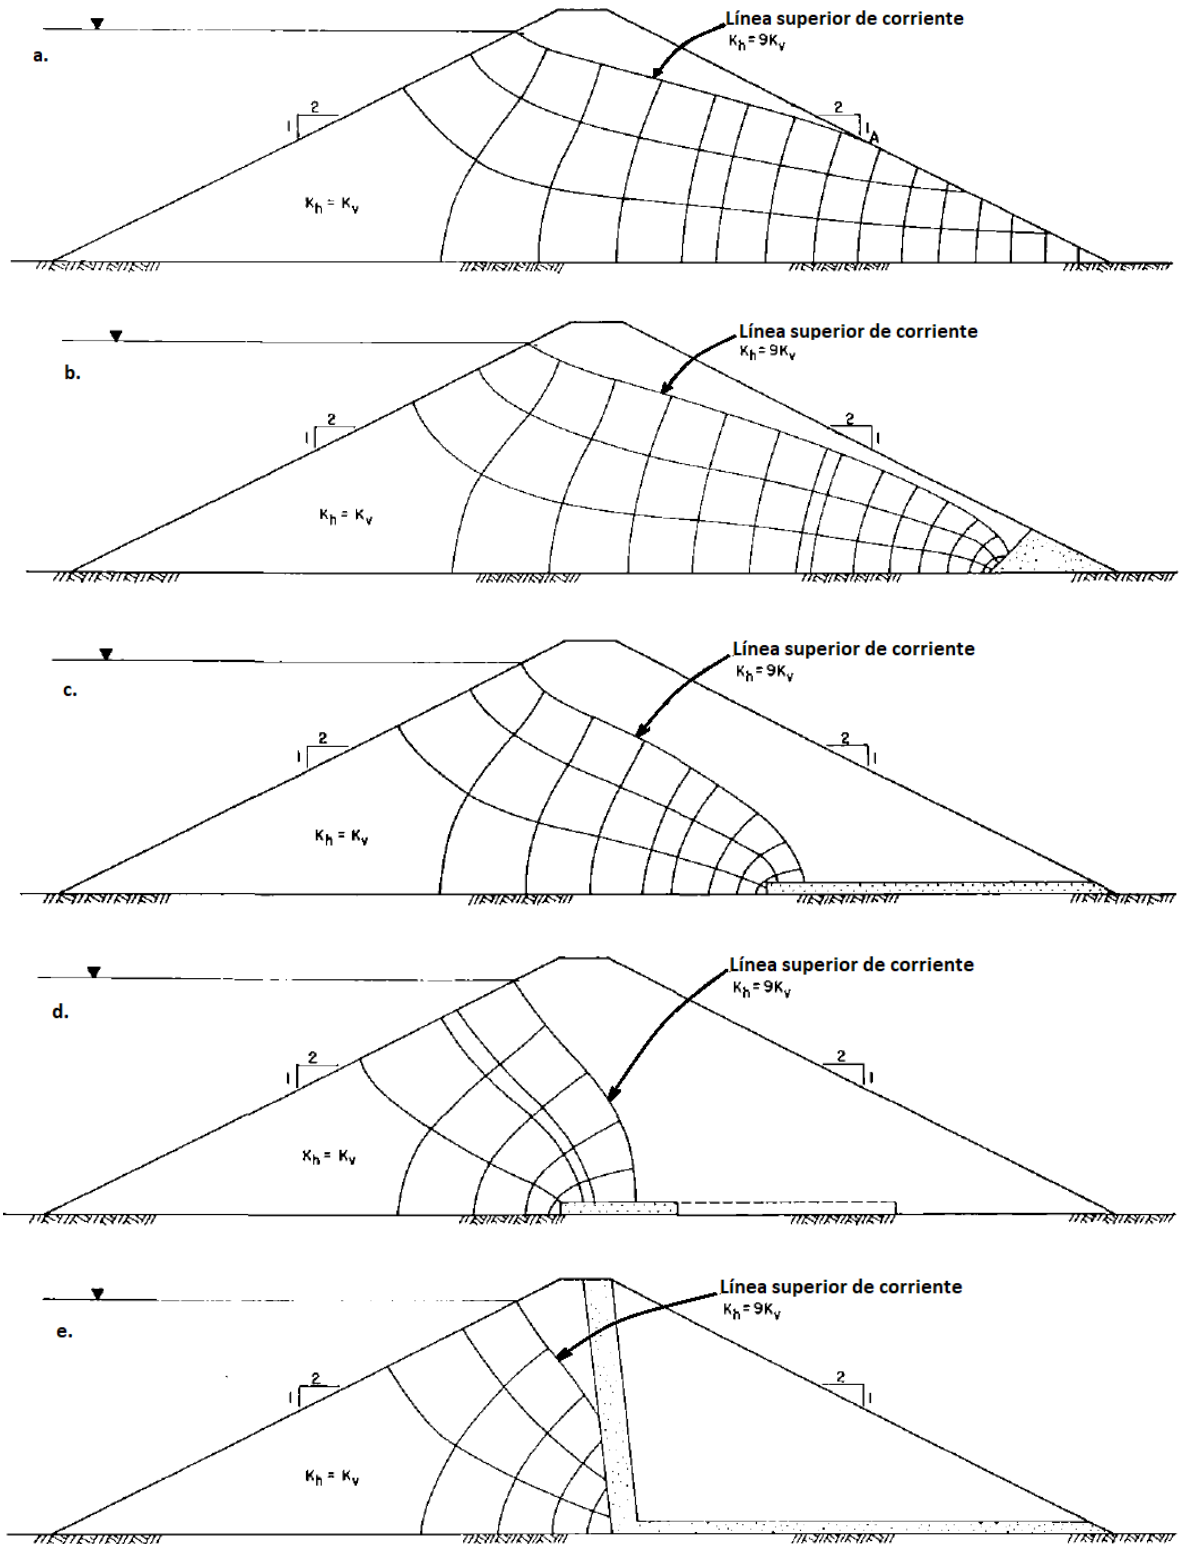 Línea superior de corriente
Kh=9Kv
a.
2
1
2
1
A
Kh = Kv
Línea superior de corriente
Kh=9Kv
b.
2
1
2
1
Kh = Kv
Línea superior de corriente
Kh=9Kv
c.
2
1
2
1
Kh = Kv
Línea superior de corriente
Kh=9Kv
d.
2
1
2
1
Kh = Kv
Línea superior de corriente
Kh=9Kv
e.
2
1
2
1
Kh = Kv